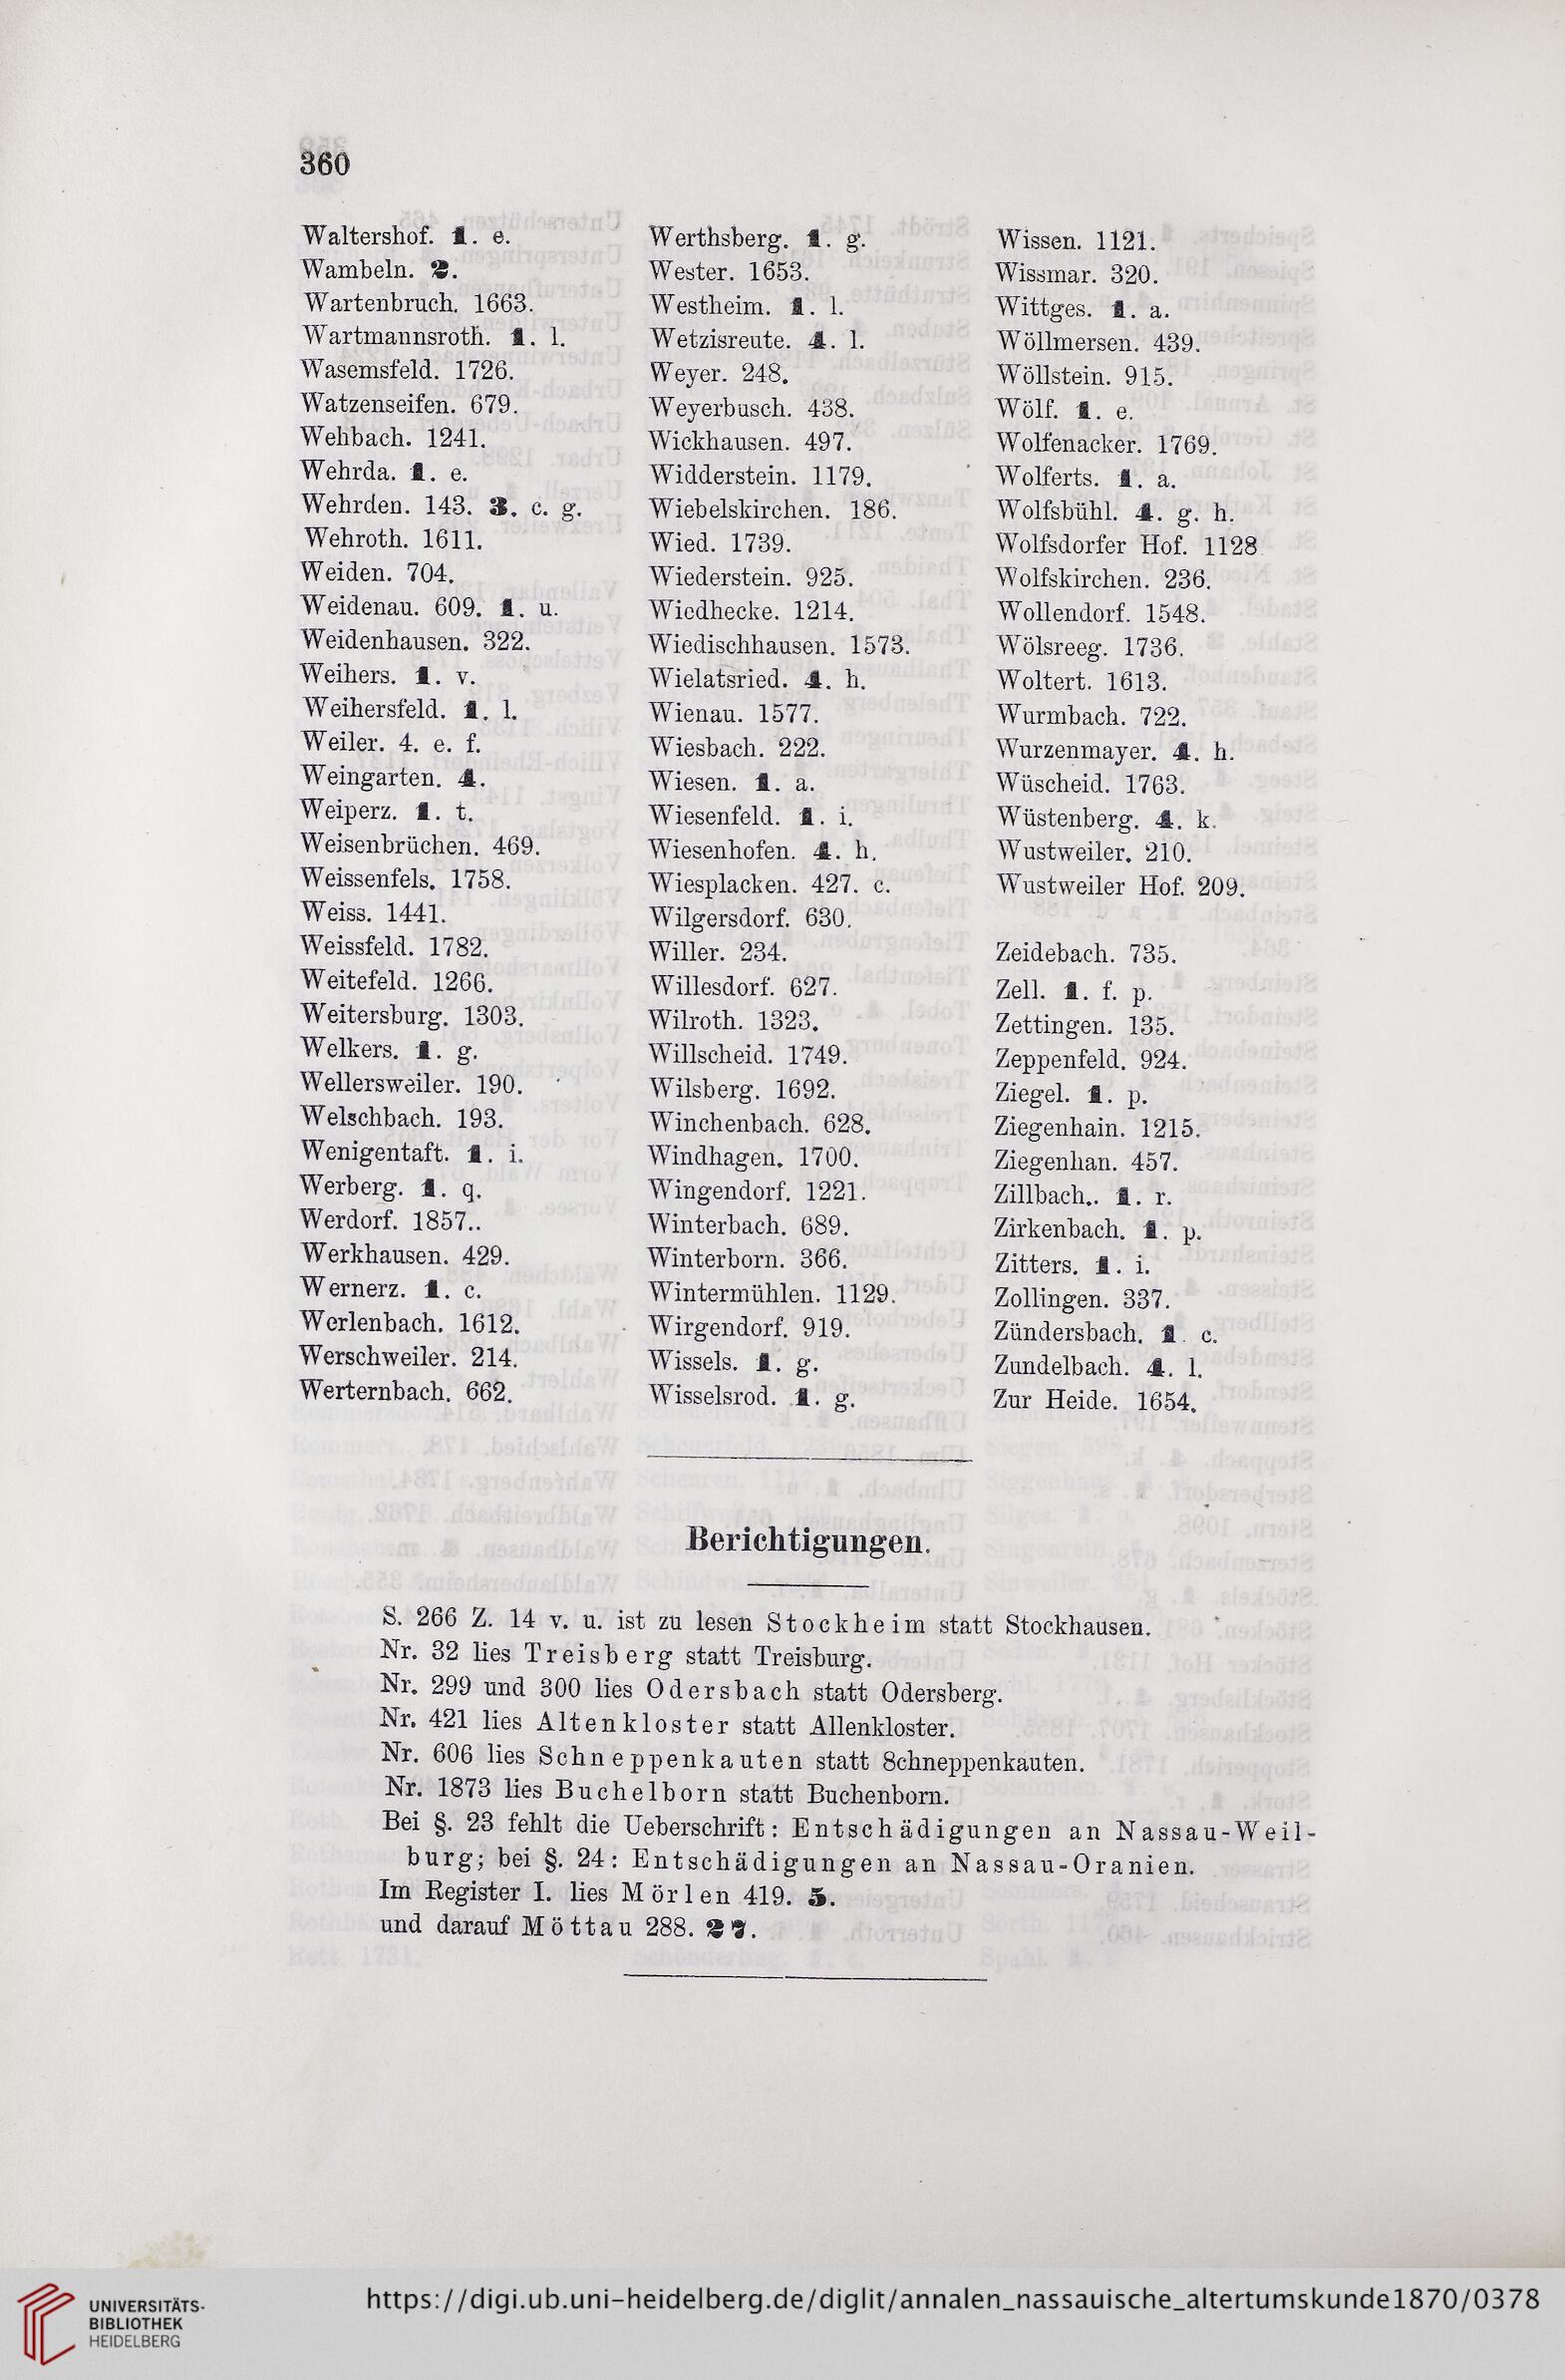 360
Waltershof. 1. e.
Wambeln. 2.
Wartenbruch. 1663.
Wartmannsroth. 1. l.
Wasemsfeld. 1726.
Watzenseifen. 679.
Wehbach. 1241.
Wehrda. 1. e.
Wehrden. 143. 3. c. g.
Wehroth. 1611.
Weiden. 704.
Weidenau. 609. 1. u.
Weidenhausen. 322.
Weihers. 1. v.
Weihersfeld. 1. l.
Weiler. 4. e. f.
Weingarten. 4.
Weiperz. 1. t.
Weisenbrüchen. 469.
Weissenfels. 1758.
Weiss. 1441.
Weissfeld. 1782.
Weitefeld. 1266.
Weitersburg. 1303.
Welkers. 1. g.
Wellersweiler. 190.
Welschbach. 193.
Wenigentaft. 1. i.
Werberg. 1. q.
Werdorf. 1857..
Werkhausen. 429.
Wernerz. 1. c.
Werlenbach. 1612.
Werschweiler. 214.
Werternbach. 662.
Werthsberg. 1. g.
Wester. 1653.
Westheim. 1. l.
Wetzisreute. 4. l.
Weyer. 248.
Weyerbusch. 438.
Wickhausen. 497.
Widderstein. 1179.
Wiebelskirchen. 186.
Wied. 1739.
Wiederstein. 925.
Wiedhecke. 1214.
Wiedischhausen. 1573.
Wielatsried. 4. h.
Wienau. 1577.
Wiesbach. 222.
Wiesen. 1. a.
Wiesenfeld. 1. i.
Wiesenhofen. 4. h.
Wiesplacken. 427. c.
Wilgersdorf. 630.
Willer. 234.
Willesdorf. 627.
Wilroth. 1323.
Willscheid. 1749.
Wilsberg. 1692.
Winchenbach. 628.
Windhagen. 1700.
Wingendorf. 1221.
Winterbach. 689.
Winterborn. 366.
Wintermühlen. 1129.
Wirgendorf. 919.
Wissels. 1. g.
Wisselsrod. 1. g.
Wissen. 1121.
Wissmar. 320.
Wittges. 1. a.
Wöllmersen. 439.
Wöllstein. 915.
Wölf. 1. e.
Wolfenacker. 1769.
Wolferts. 1. a.
Wolfsbühl. 4. g. h.
Wolfsdorfer Hof. 1128
Wolfskirchen. 236.
Wollendorf. 1548.
Wölsreeg. 1736.
Woltert. 1613.
Wurmbach. 722.
Wurzenmayer. 4. h.
Wüscheid. 1763.
Wüstenberg. 4. k.
Wustweiler. 210.
Wustweiler Hof. 209.
Zeidebach. 735.
Zell. 1. f. p.
Zettingen. 135.
Zeppenfeld. 924.
Ziegel. 1. p.
Ziegenhain. 1215.
Ziegenhan. 457.
Zillbach.. 1. r.
Zirkenbach. 1. p.
Zitters. 1. i.
Zollingen. 337.
Zündersbach. 1 c.
Zundelbach. 4. l.
Zur Heide. 1654.
Berichtigungen.
S. 266 Z. 14 v. u. ist zu lesen Stockheim statt Stockhausen.
Nr. 32 lies Treisberg statt Treisburg.
Nr. 299 und 300 lies Odersbach statt Odersberg.
Nr. 421 lies Altenkloster statt Allenkloster.
Nr. 606 lies Schneppenkauten statt 8chneppenkauten.
Nr. 1873 lies Buchelborn statt Buchenborn.
Bei §. 23 fehlt die Ueberschrift: Entschädigungen an Nassau-Weil-
burg; bei §. 24: Entschädigungen an Nassau-Oranien.
Im Register I. lies Mörlen 419. 5.
und darauf Möttau 288. 27.
UNIVERSITÄTS-
BIBLIOTHEK
HEIDELBERG
https://digi.ub.uni-heidelberg.de/diglit/annalen_nassauische_altertumskunde1870/0378